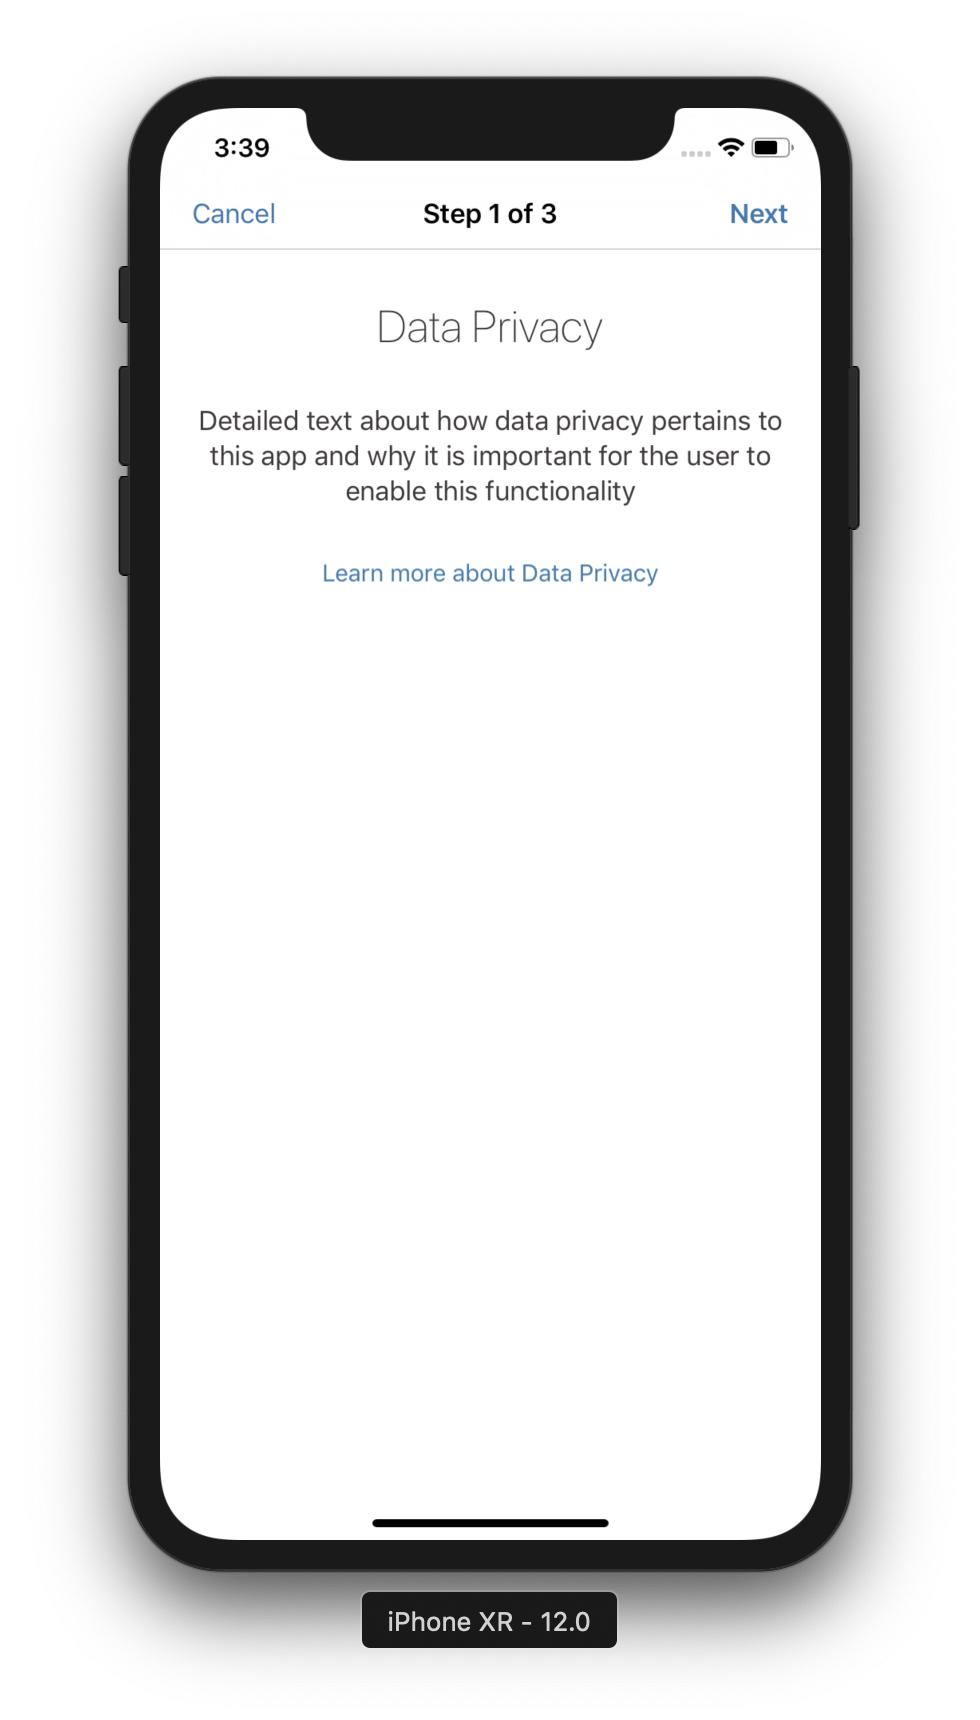 3:39
Cancel Step 1 of 3 Next
Data Privacy
Detailed text about how data privacy pertains to
this app and why it is important for the user to
enable this functionality
Learn more about Data Privacy
iPhone XR - 12.0